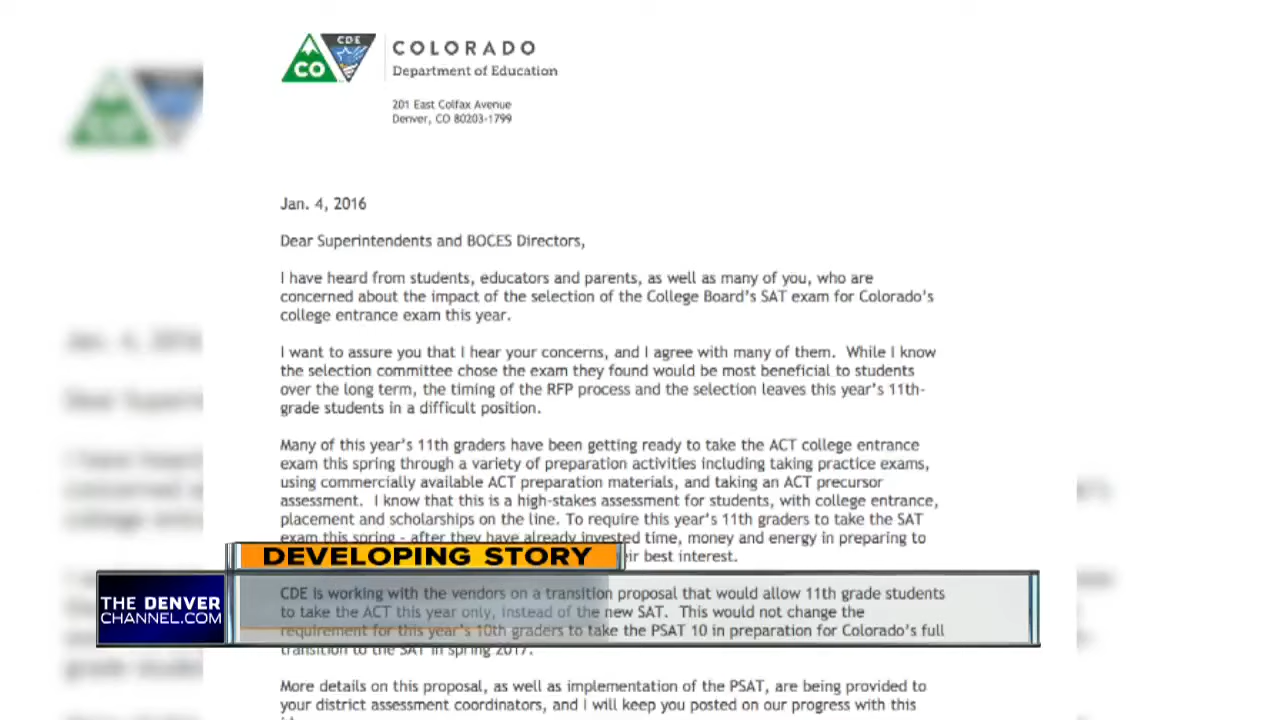 CO
CDE
COLORADO
Department of Education
201 East Colfax Avenue
Denver, CO 80203-1799
Jan. 4, 2016
Dear Superintendents and BOCES Directors,
I have heard from students, educators and parents, as well as many of you, who are
concerned about the impact of the selection of the College Board's SAT exam for Colorado's
college entrance exam this year.
I want to assure you that I hear your concerns, and I agree with many of them. While I know
the selection committee chose the exam they found would be most beneficial to students
over the long term, the timing of the RFP process and the selection leaves this year's 11th-
grade students in a difficult position.
Many of this year's 11th graders have been getting ready to take the ACT college entrance
exam this spring through a variety of preparation activities including taking practice exams,
using commercially available ACT preparation materials, and taking an ACT precursor
assessment. I know that this is a high-stakes assessment for students, with college entrance,
placement and scholarships on the line. To require this year's 11th graders to take the SAT
exam this spring - after they have already invested time, money and energy in preparing to
best interest.
DEVELOPING STORY
THE DENVER
CHANNEL.COM
CDE is working with the vendors on a transition proposal that would allow 11th grade students
to take the ACT this year only, instead of the new SAT. This would not change the
requirement for this year's 10th graders to take the PSAT 10 in preparation for Colorado's full
transition to the SAT in spring 2017.
More details on this proposal, as well as implementation of the PSAT, are being provided to
your district assessment coordinators, and I will keep you posted on our progress with this